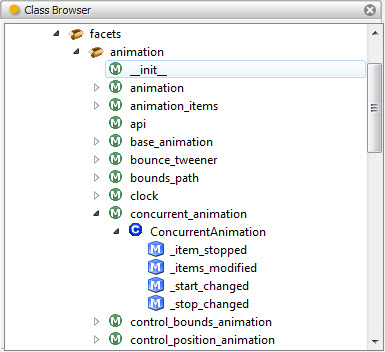 Class Browser
facets
animation
__init__
animation
animation_items
api
base_animation
bounce_tweener
bounds_path
clock
concurrent_animation
ConcurrentAnimation
_item_stopped
_items_modified
_start_changed
_stop_changed
control_bounds_animation
control_position_animation